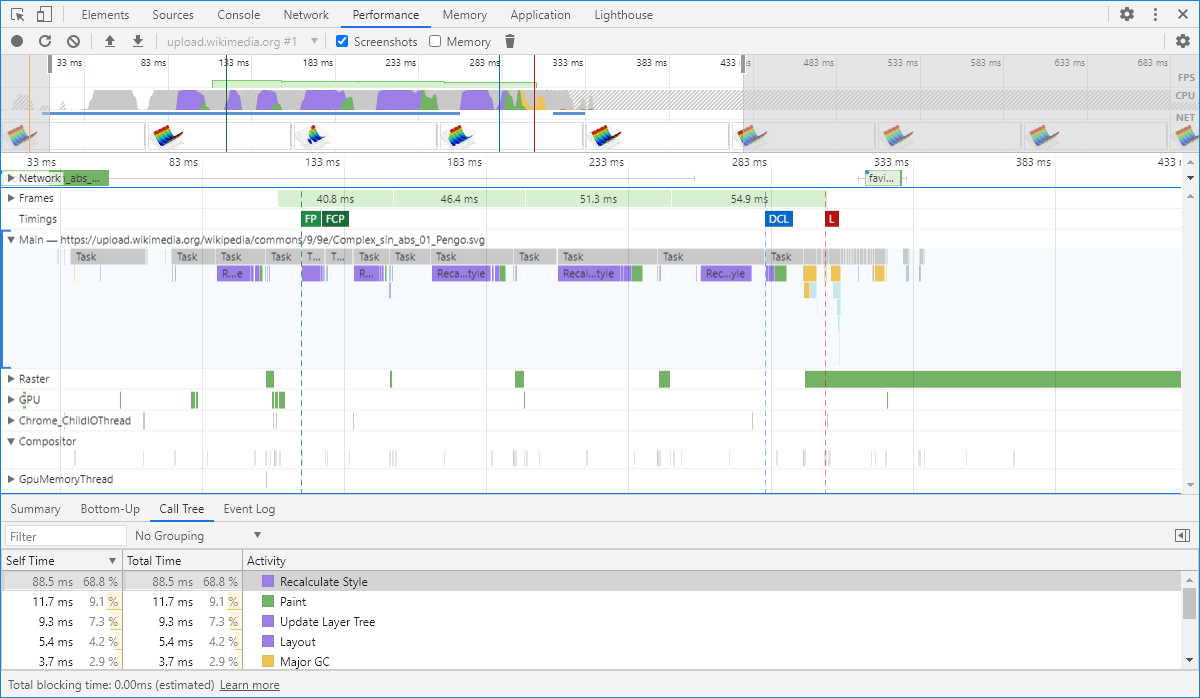 Elements Sources Console Network Performance Memory Application Lighthouse
upload.wikimedia.org #1 Screenshots Memory
33 ms 83 ms 133 ms 183 ms 233 ms 283 ms 333 ms 383 ms 433 ms 483 ms 533 ms 583 ms 633 ms 683 ms
FPS
CPU
NET
33 ms 83 ms 133 ms 183 ms 233 ms 283 ms 333 ms 383 ms 433
Network _abs_... favi...
Frames 40.8 ms 46.4 ms 51.3 ms 54.9 ms
Timings FP FCP DCL L
Main — https://upload.wikimedia.org/wikipedia/commons/9/9e/Complex_sin_abs_01_Pengo.svg
Task Task Task Task T... T... Task Task Task Task Task Task Task
R...e R... Reca...tyle Recal...tyle Rec...yle
Raster
GPU
Chrome_ChildIOThread
Compositor
GpuMemoryThread
Summary Bottom-Up Call Tree Event Log
Filter No Grouping
Self Time Total Time Activity
88.5 ms 68.8 % 88.5 ms 68.8 % Recalculate Style
11.7 ms 9.1 % 11.7 ms 9.1 % Paint
9.3 ms 7.3 % 9.3 ms 7.3 % Update Layer Tree
5.4 ms 4.2 % 5.4 ms 4.2 % Layout
3.7 ms 2.9 % 3.7 ms 2.9 % Major GC
Total blocking time: 0.00ms (estimated) Learn more